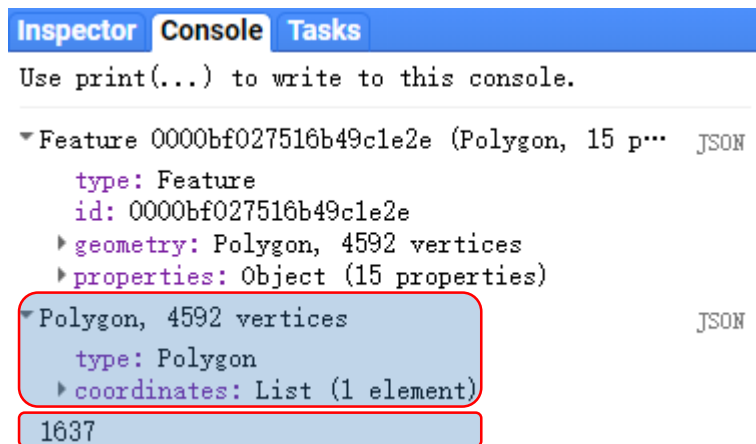 Inspector Console Tasks
Use print(...) to write to this console.
Feature 0000bf027516b49c1e2e (Polygon, 15 p… JSON
type: Feature
id: 0000bf027516b49c1e2e
geometry: Polygon, 4592 vertices
properties: Object (15 properties)
Polygon, 4592 vertices JSON
type: Polygon
coordinates: List (1 element)
1637